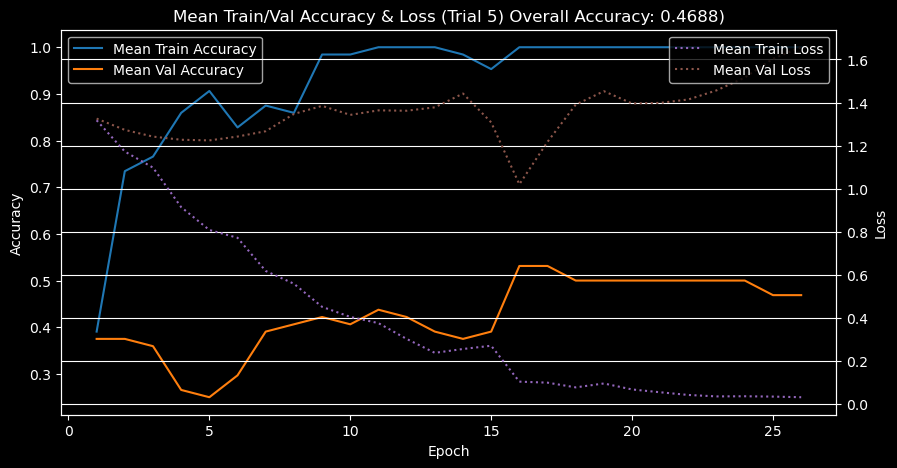 Mean Train/Val Accuracy & Loss (Trial 5) Overall Accuracy: 0.4688)
Mean Train Accuracy
Mean Val Accuracy
Mean Train Loss
Mean Val Loss
1.0
0.9
0.8
0.7
0.6
0.5
0.4
0.3
Accuracy
1.6
1.4
1.2
1.0
0.8
0.6
0.4
0.2
0.0
Loss
0 5 10 15 20 25
Epoch